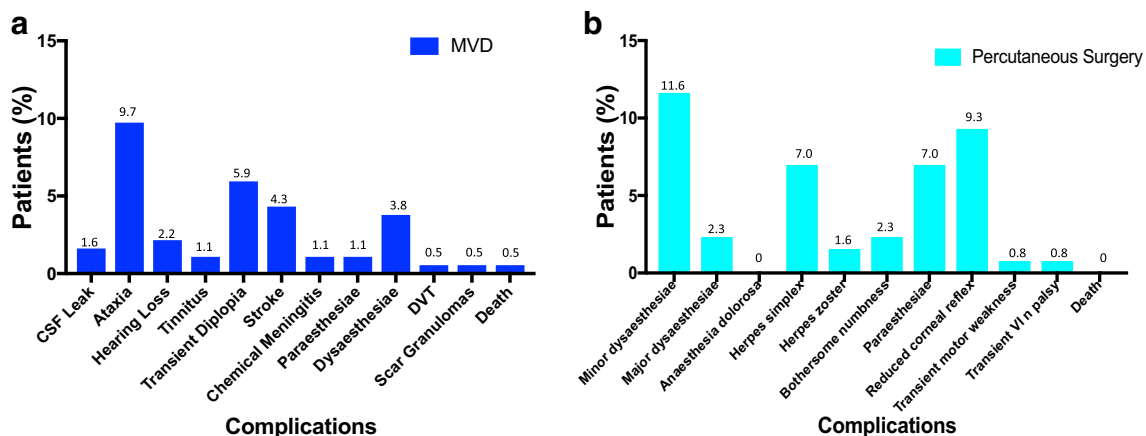 a
MVD
15
10
5
0
Patients (%)
1.6
9.7
2.2
1.1
5.9
4.3
1.1
1.1
3.8
0.5
0.5
0.5
CSF Leak
Ataxia
Hearing Loss
Tinnitus
Transient Diplopia
Stroke
Chemical Meningitis
Paraesthesiae
Dysaesthesiae
DVT
Scar Granulomas
Death
Complications
b
Percutaneous Surgery
15
10
5
0
Patients (%)
11.6
2.3
0
7.0
1.6
2.3
7.0
9.3
0.8
0.8
0
Minor dysaesthesiae
Major dysaesthesiae
Anaesthesia dolorosa
Herpes simplex
Herpes zoster
Bothersome numbness
Paraesthesiae
Reduced corneal reflex
Transient motor weakness
Transient VI n palsy
Death
Complications